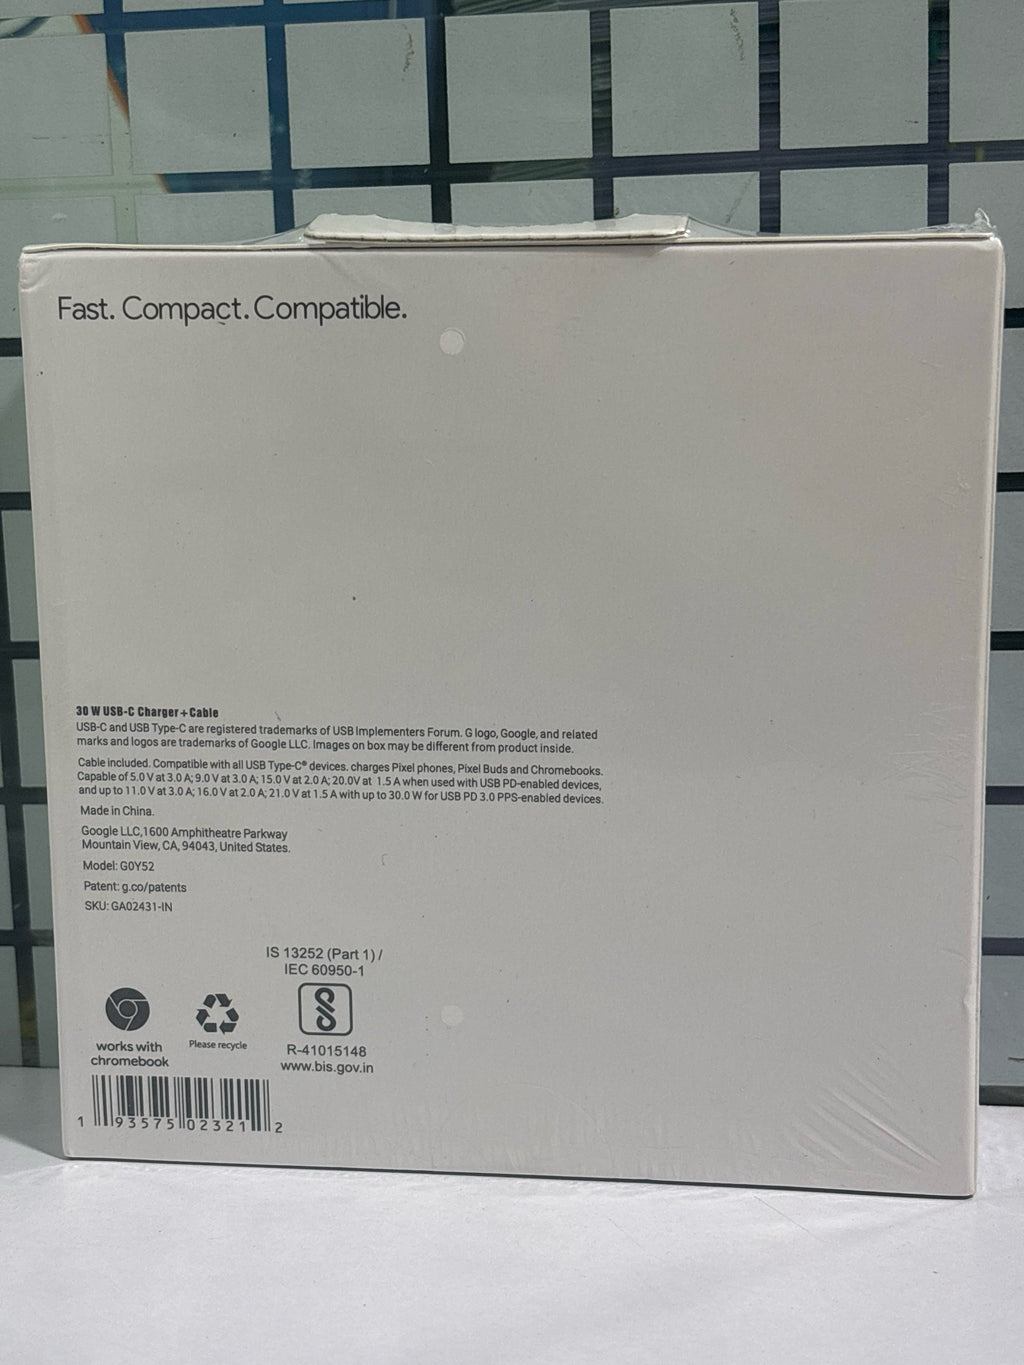 Fast. Compact. Compatible.
30 W USB-C Charger + Cable
USB-C and USB Type-C are registered trademarks of USB Implementers Forum. G logo, Google, and related
marks and logos are trademarks of Google LLC. Images on box may be different from product inside.
Cable included. Compatible with all USB Type-C® devices. charges Pixel phones, Pixel Buds and Chromebooks.
Capable of 5.0 V at 3.0 A; 9.0 V at 3.0 A; 15.0 V at 2.0 A; 20.0V at 1.5 A when used with USB PD-enabled devices,
and up to 11.0 V at 3.0 A; 16.0 V at 2.0 A; 21.0 V at 1.5 A with up to 30.0 W for USB PD 3.0 PPS-enabled devices.
Made in China.
Google LLC,1600 Amphitheatre Parkway
Mountain View, CA, 94043, United States.
Model: G0Y52
Patent: g.co/patents
SKU: GA02431-IN
IS 13252 (Part 1) /
IEC 60950-1
works with
chromebook
Please recycle
R-41015148
www.bis.gov.in
1 93575 02321 2